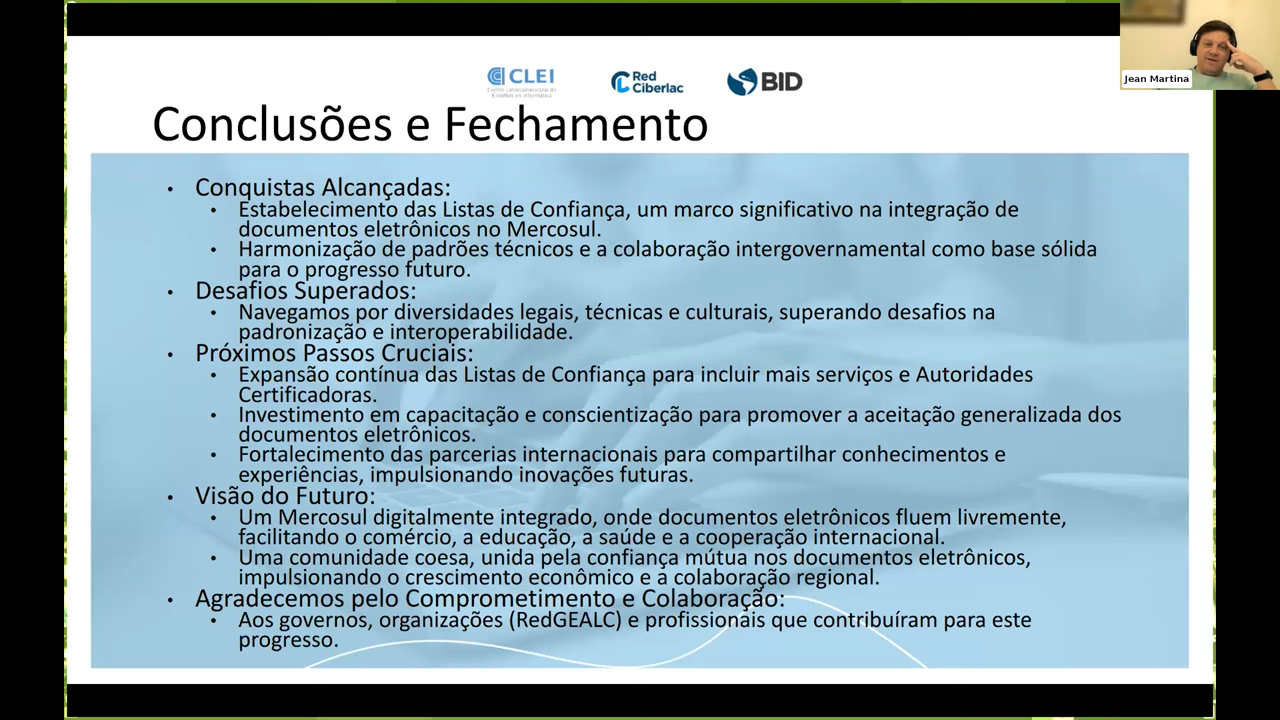 CLEI
Centro Latinoamericano de
Estudios en Informática
Red
Ciberlac
BID
Jean Martina
Conclusões e Fechamento
• Conquistas Alcançadas:
• Estabelecimento das Listas de Confiança, um marco significativo na integração de
documentos eletrônicos no Mercosul.
• Harmonização de padrões técnicos e a colaboração intergovernamental como base sólida
para o progresso futuro.
• Desafios Superados:
• Navegamos por diversidades legais, técnicas e culturais, superando desafios na
padronização e interoperabilidade.
• Próximos Passos Cruciais:
• Expansão contínua das Listas de Confiança para incluir mais serviços e Autoridades
Certificadoras.
• Investimento em capacitação e conscientização para promover a aceitação generalizada dos
documentos eletrônicos.
• Fortalecimento das parcerias internacionais para compartilhar conhecimentos e
experiências, impulsionando inovações futuras.
• Visão do Futuro:
• Um Mercosul digitalmente integrado, onde documentos eletrônicos fluem livremente,
facilitando o comércio, a educação, a saúde e a cooperação internacional.
• Uma comunidade coesa, unida pela confiança mútua nos documentos eletrônicos,
impulsionando o crescimento econômico e a colaboração regional.
• Agradecemos pelo Comprometimento e Colaboração:
• Aos governos, organizações (RedGEALC) e profissionais que contribuíram para este
progresso.